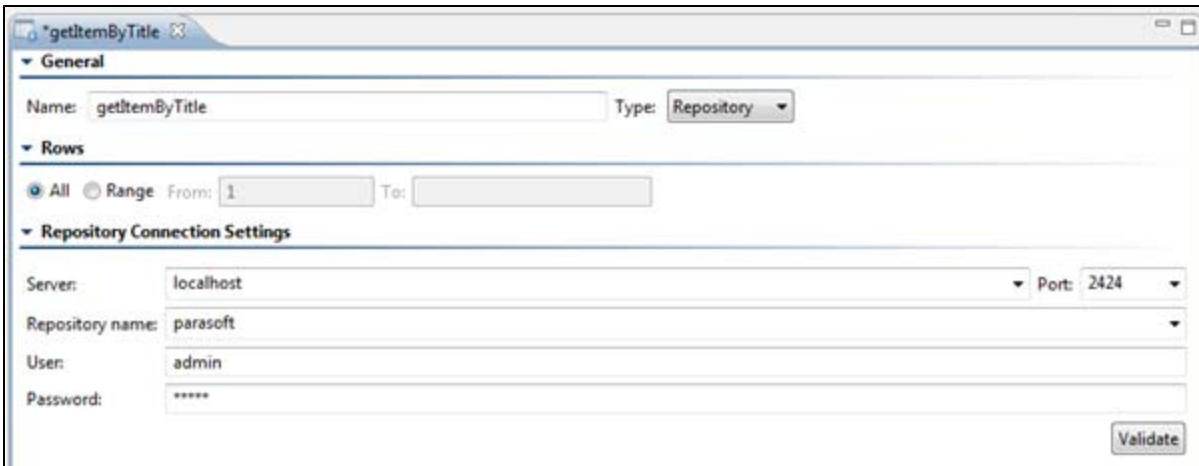 *getItemByTitle
General
Name: getItemByTitle Type: Repository
Rows
All Range From: 1 To:
Repository Connection Settings
Server: localhost Port: 2424
Repository name: parasoft
User: admin
Password: *****
Validate